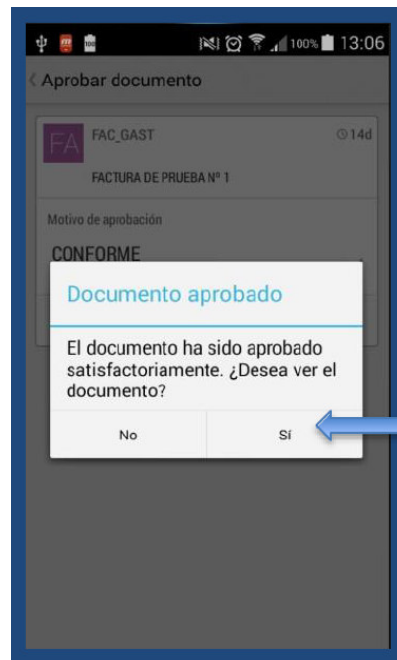 100% 13:06
Aprobar documento
FA FAC_GAST 14d
FACTURA DE PRUEBA Nº 1
Motivo de aprobación
CONFORME
Documento aprobado
El documento ha sido aprobado
satisfactoriamente. ¿Desea ver el
documento?
No Sí